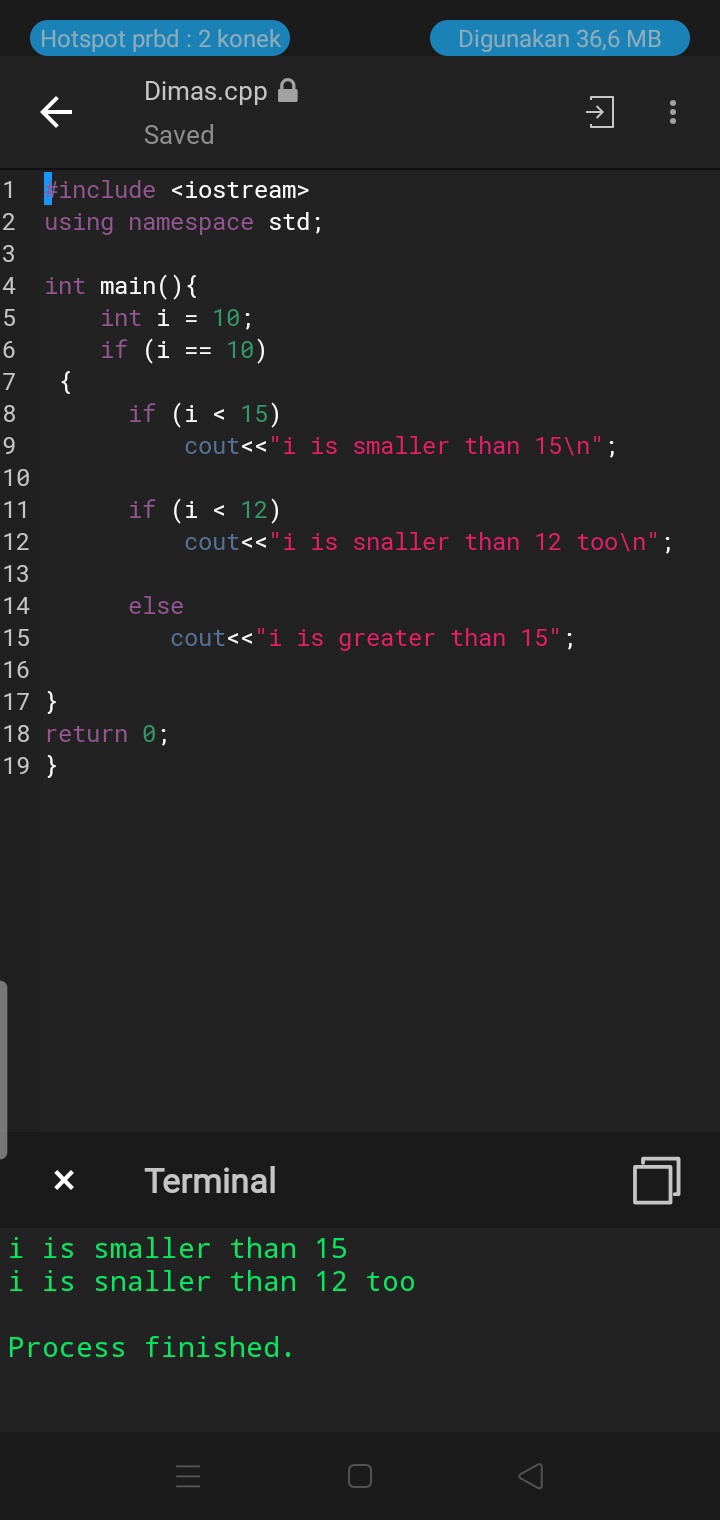 Hotspot prbd : 2 konek
Digunakan 36,6 MB
Dimas.cpp
Saved
1 #include <iostream>
2 using namespace std;
3
4 int main(){
5     int i = 10;
6     if (i == 10)
7  {
8       if (i < 15)
9           cout<<"i is smaller than 15\n";
10
11       if (i < 12)
12           cout<<"i is snaller than 12 too\n";
13
14       else
15          cout<<"i is greater than 15";
16
17 }
18 return 0;
19 }
× Terminal
i is smaller than 15
i is snaller than 12 too
Process finished.